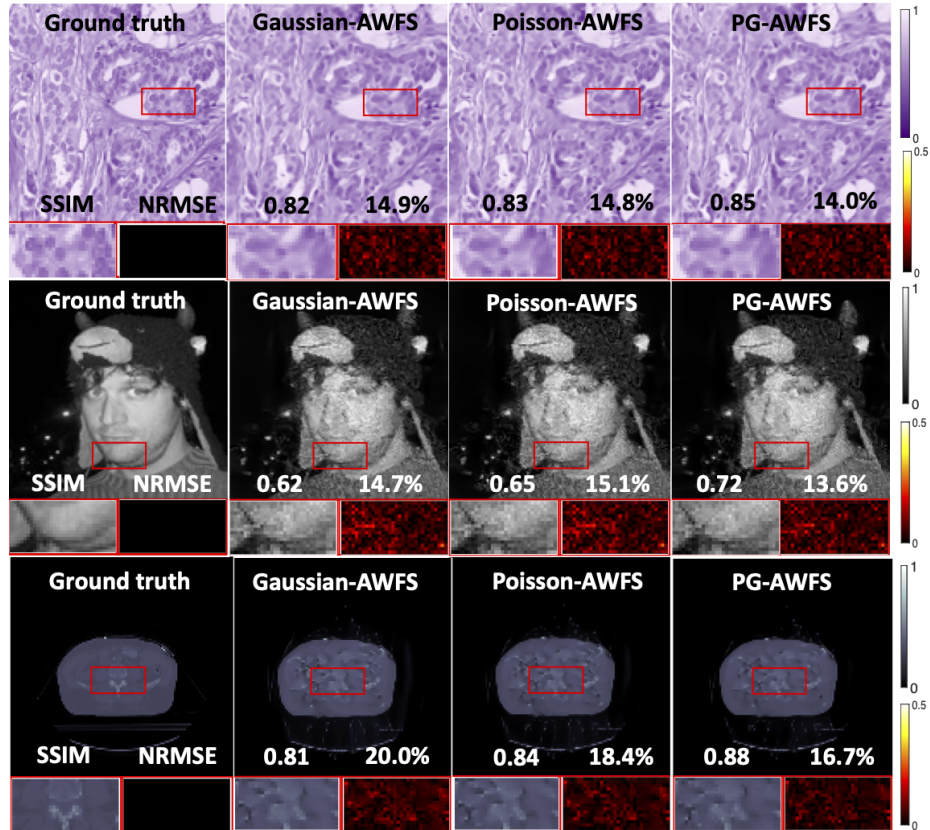 Ground truth Gaussian-AWFS Poisson-AWFS PG-AWFS 1
SSIM NRMSE 0.82 14.9% 0.83 14.8% 0.85 14.0%
0
0.5
0
Ground truth Gaussian-AWFS Poisson-AWFS PG-AWFS 1
0
0.5
SSIM NRMSE 0.62 14.7% 0.65 15.1% 0.72 13.6%
0
Ground truth Gaussian-AWFS Poisson-AWFS PG-AWFS 1
0
0.5
SSIM NRMSE 0.81 20.0% 0.84 18.4% 0.88 16.7%
0